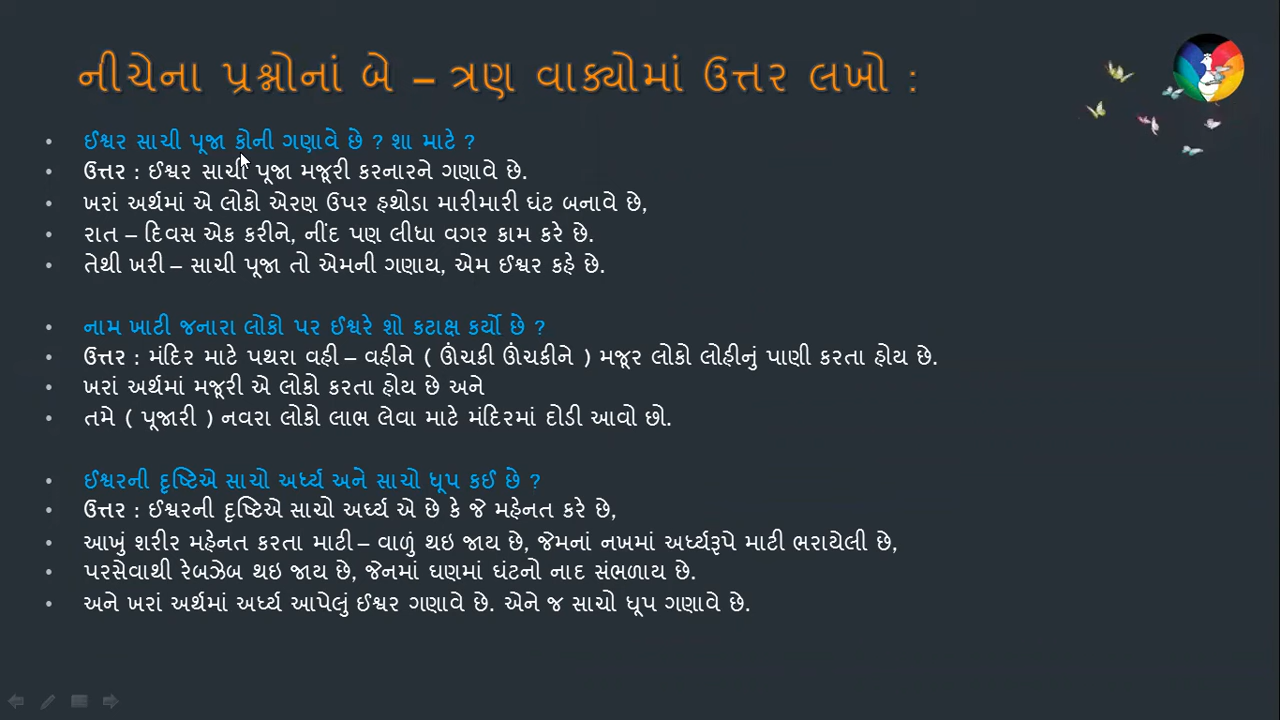 નીચેના પ્રશ્નોનાં બે – ત્રણ વાક્યોમાં ઉત્તર લખો :
• ઈશ્વર સાચી પૂજા કોની ગણાવે છે ? શા માટે ?
• ઉત્તર : ઈશ્વર સાચી પૂજા મજૂરી કરનારને ગણાવે છે.
• ખરાં અર્થમાં એ લોકો એરણ ઉપર હથોડા મારીમારી ઘંટ બનાવે છે,
• રાત – દિવસ એક કરીને, નીંદ પણ લીધા વગર કામ કરે છે.
• તેથી ખરી – સાચી પૂજા તો એમની ગણાય, એમ ઈશ્વર કહે છે.
• નામ ખાટી જનારા લોકો પર ઈશ્વરે શો કટાક્ષ કર્યો છે ?
• ઉત્તર : મંદિર માટે પથરા વહી – વહીને ( ઊંચકી ઊંચકીને ) મજૂર લોકો લોહીનું પાણી કરતા હોય છે.
• ખરાં અર્થમાં મજૂરી એ લોકો કરતા હોય છે અને
• તમે ( પૂજારી ) નવરા લોકો લાભ લેવા માટે મંદિરમાં દોડી આવો છો.
• ઈશ્વરની દૃષ્ટિએ સાચો અર્ધ્ય અને સાચો ધૂપ કઈ છે ?
• ઉત્તર : ઈશ્વરની દૃષ્ટિએ સાચો અર્ધ્ય એ છે કે જે મહેનત કરે છે,
• આખું શરીર મહેનત કરતા માટી – વાળું થઇ જાય છે, જેમનાં નખમાં અર્ધ્યરૂપે માટી ભરાયેલી છે,
• પરસેવાથી રેબઝેબ થઇ જાય છે, જેનમાં ઘણમાં ઘંટનો નાદ સંભળાય છે.
• અને ખરાં અર્થમાં અર્ધ્ય આપેલું ઈશ્વર ગણાવે છે. એને જ સાચો ધૂપ ગણાવે છે.